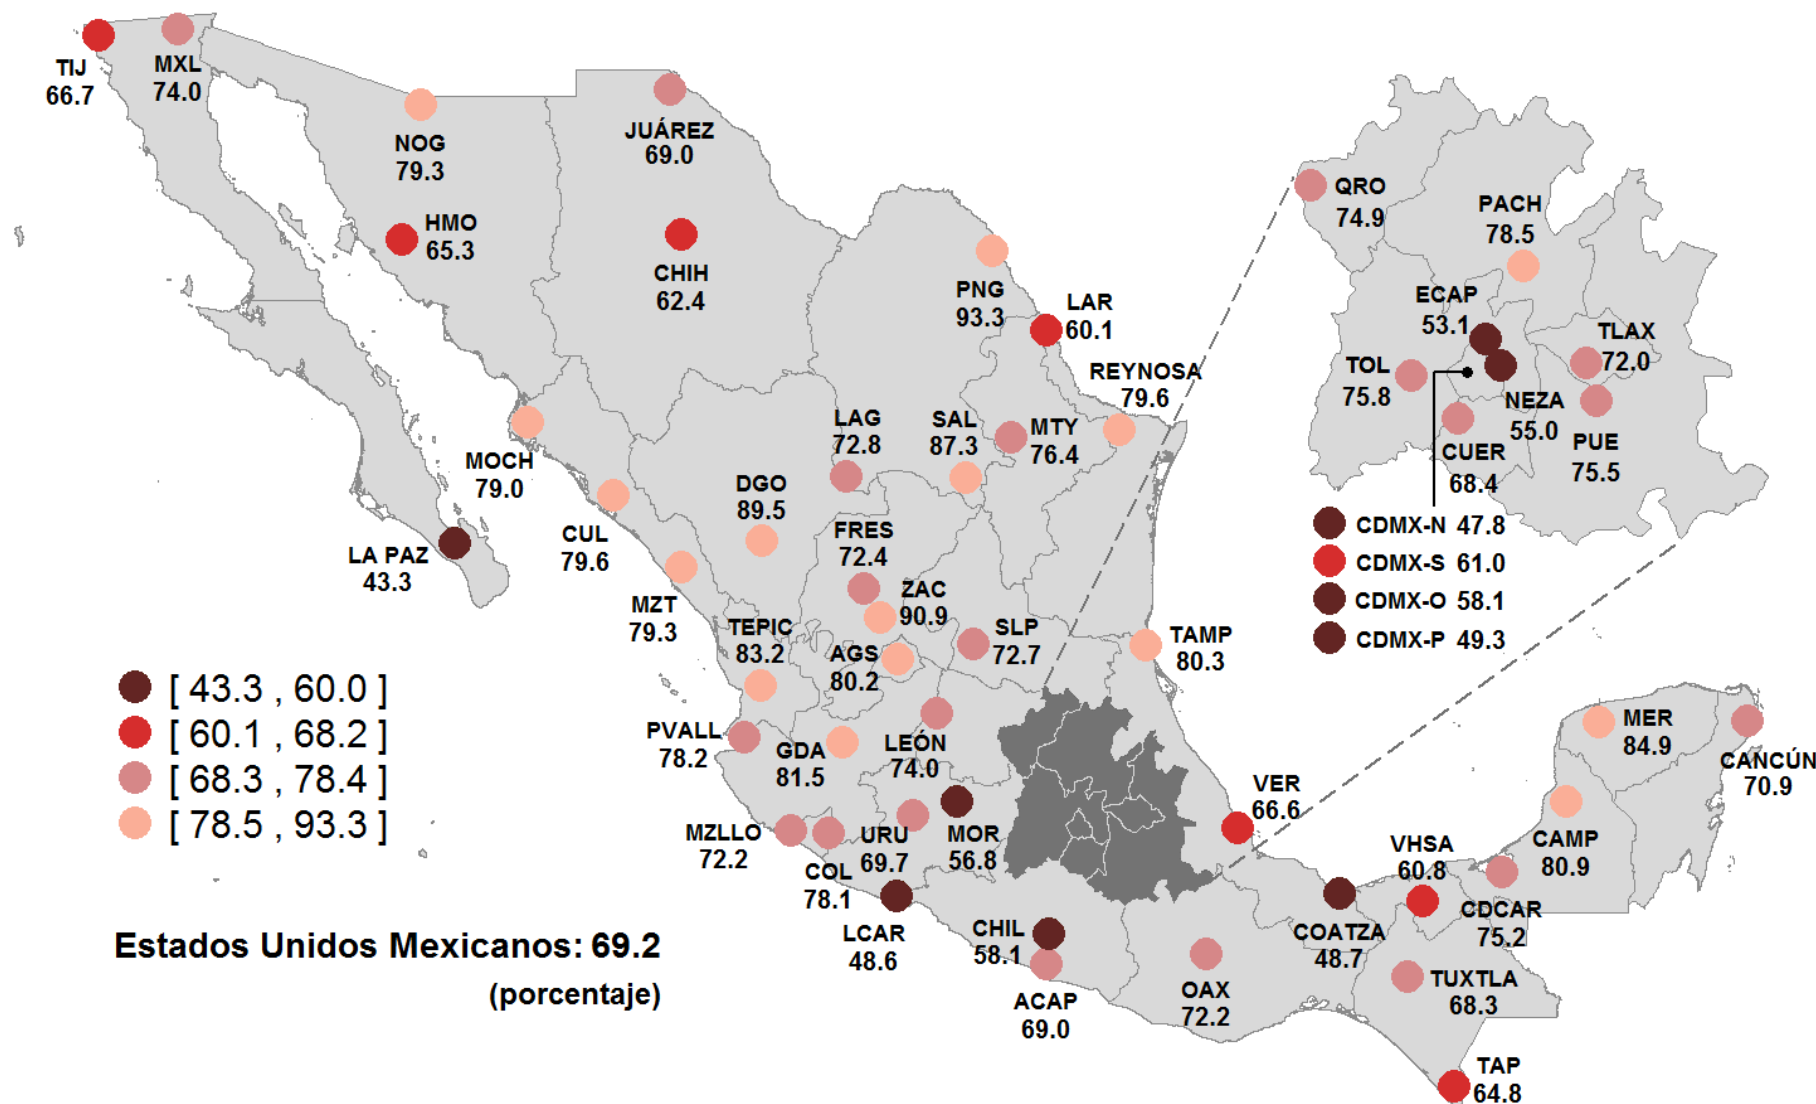 TIJ
66.7
MXL
74.0
NOG
79.3
HMO
65.3
JUÁREZ
69.0
CHIH
62.4
PNG
93.3
LAR
60.1
REYNOSA
79.6
LAG
72.8
SAL
87.3
MTY
76.4
MOCH
79.0
CUL
79.6
DGO
89.5
LA PAZ
43.3
MZT
79.3
FRES
72.4
ZAC
90.9
TEPIC
83.2
AGS
80.2
SLP
72.7
TAMP
80.3
PVALL
78.2
GDA
81.5
LEÓN
74.0
MZLLO
72.2
COL
78.1
URU
69.7
MOR
56.8
LCAR
48.6
CHIL
58.1
ACAP
69.0
OAX
72.2
VER
66.6
COATZA
48.7
VHSA
60.8
CDCAR
75.2
TUXTLA
68.3
TAP
64.8
CAMP
80.9
MER
84.9
CANCÚN
70.9
QRO
74.9
PACH
78.5
ECAP
53.1
TLAX
72.0
TOL
75.8
NEZA
55.0
CUER
68.4
PUE
75.5
CDMX-N 47.8
CDMX-S 61.0
CDMX-O 58.1
CDMX-P 49.3
[ 43.3 , 60.0 ]
[ 60.1 , 68.2 ]
[ 68.3 , 78.4 ]
[ 78.5 , 93.3 ]
Estados Unidos Mexicanos: 69.2
(porcentaje)